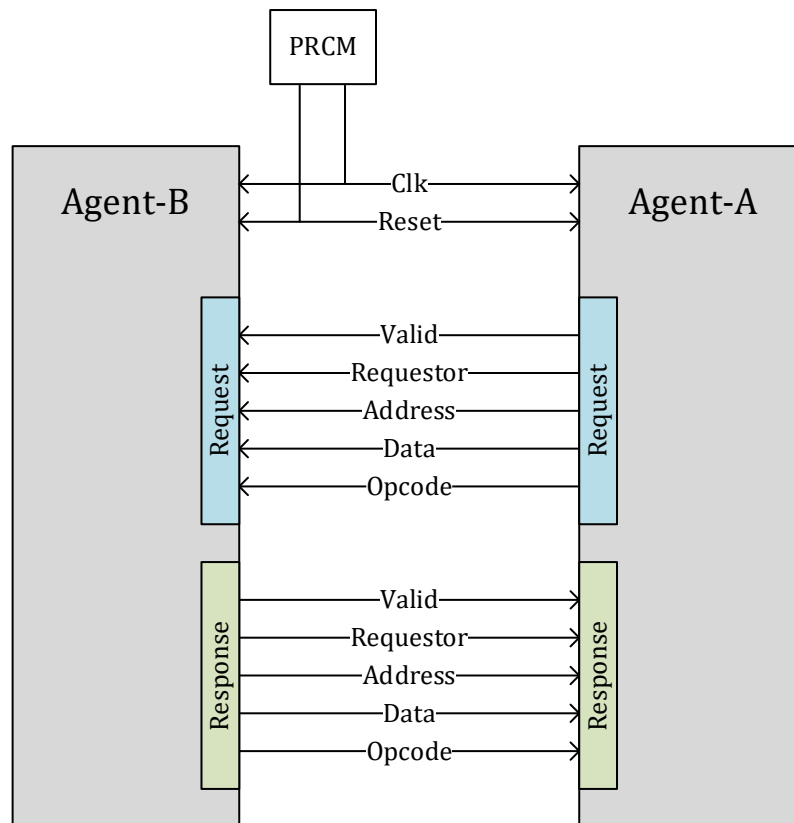 PRCM
Clk
Agent-B
Agent-A
Reset
Request
Valid
Requestor
Address
Data
Opcode
Request
Response
Valid
Requestor
Address
Data
Opcode
Response